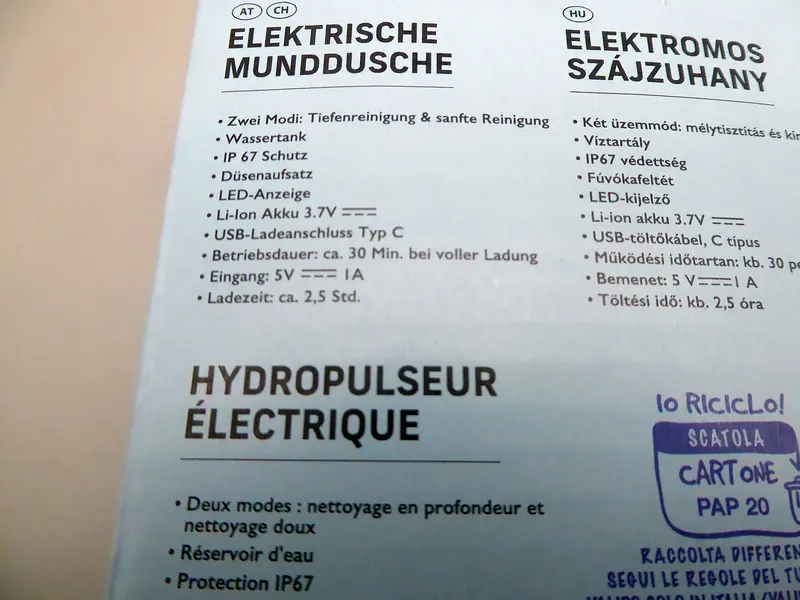 AT CH
ELEKTRISCHE
MUNDDUSCHE
• Zwei Modi: Tiefenreinigung & sanfte Reinigung
• Wassertank
• IP 67 Schutz
• Düsenaufsatz
• LED-Anzeige
• Li-Ion Akku 3.7V
• USB-Ladeanschluss Typ C
• Betriebsdauer: ca. 30 Min. bei voller Ladung
• Eingang: 5V 1A
• Ladezeit: ca. 2,5 Std.
HU
ELEKTROMOS
SZÁJZUHANY
• Két üzemmód: mélytisztítás és
• Víztartály
• IP67 védettség
• Fúvókafeltét
• LED-kijelző
• Li-ion akku 3.7V
• USB-töltőkábel, C típus
• Működési időtartan: kb. 30
• Bemenet: 5 V 1 A
• Töltési idő: kb. 2,5 óra
HYDROPULSEUR
ÉLECTRIQUE
• Deux modes : nettoyage en profondeur et
nettoyage doux
• Réservoir d'eau
• Protection IP67
IO RICICLO!
SCATOLA
CARTONE
PAP 20
RACCOLTA
SEGUI LE REGOLE DEL